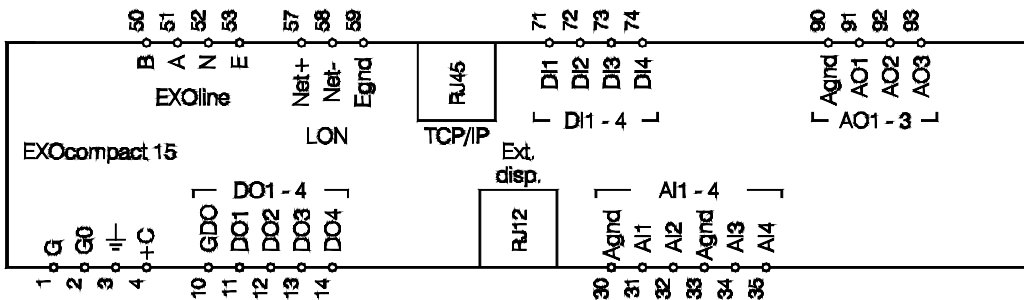 50 51 52 53 57 58 59 71 72 73 74 90 91 92 93
B A N E Net+ Net- Egnd RJ45 DI1 DI2 DI3 DI4 Agnd AO1 AO2 AO3
EXOline
LON TCP/IP DI1 - 4 AO1 - 3
EXOcompact 15
Ext.
disp.
DO1 - 4 AI1 - 4
G G0 +C GDO DO1 DO2 DO3 DO4 RJ12 Agnd AI1 AI2 Agnd AI3 AI4
1 2 3 4 10 11 12 13 14 30 31 32 33 34 35